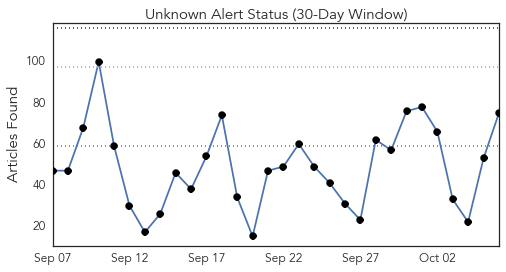 Unknown Alert Status (30-Day Window)
Articles Found
100
80
60
40
20
Sep 07 Sep 12 Sep 17 Sep 22 Sep 27 Oct 02